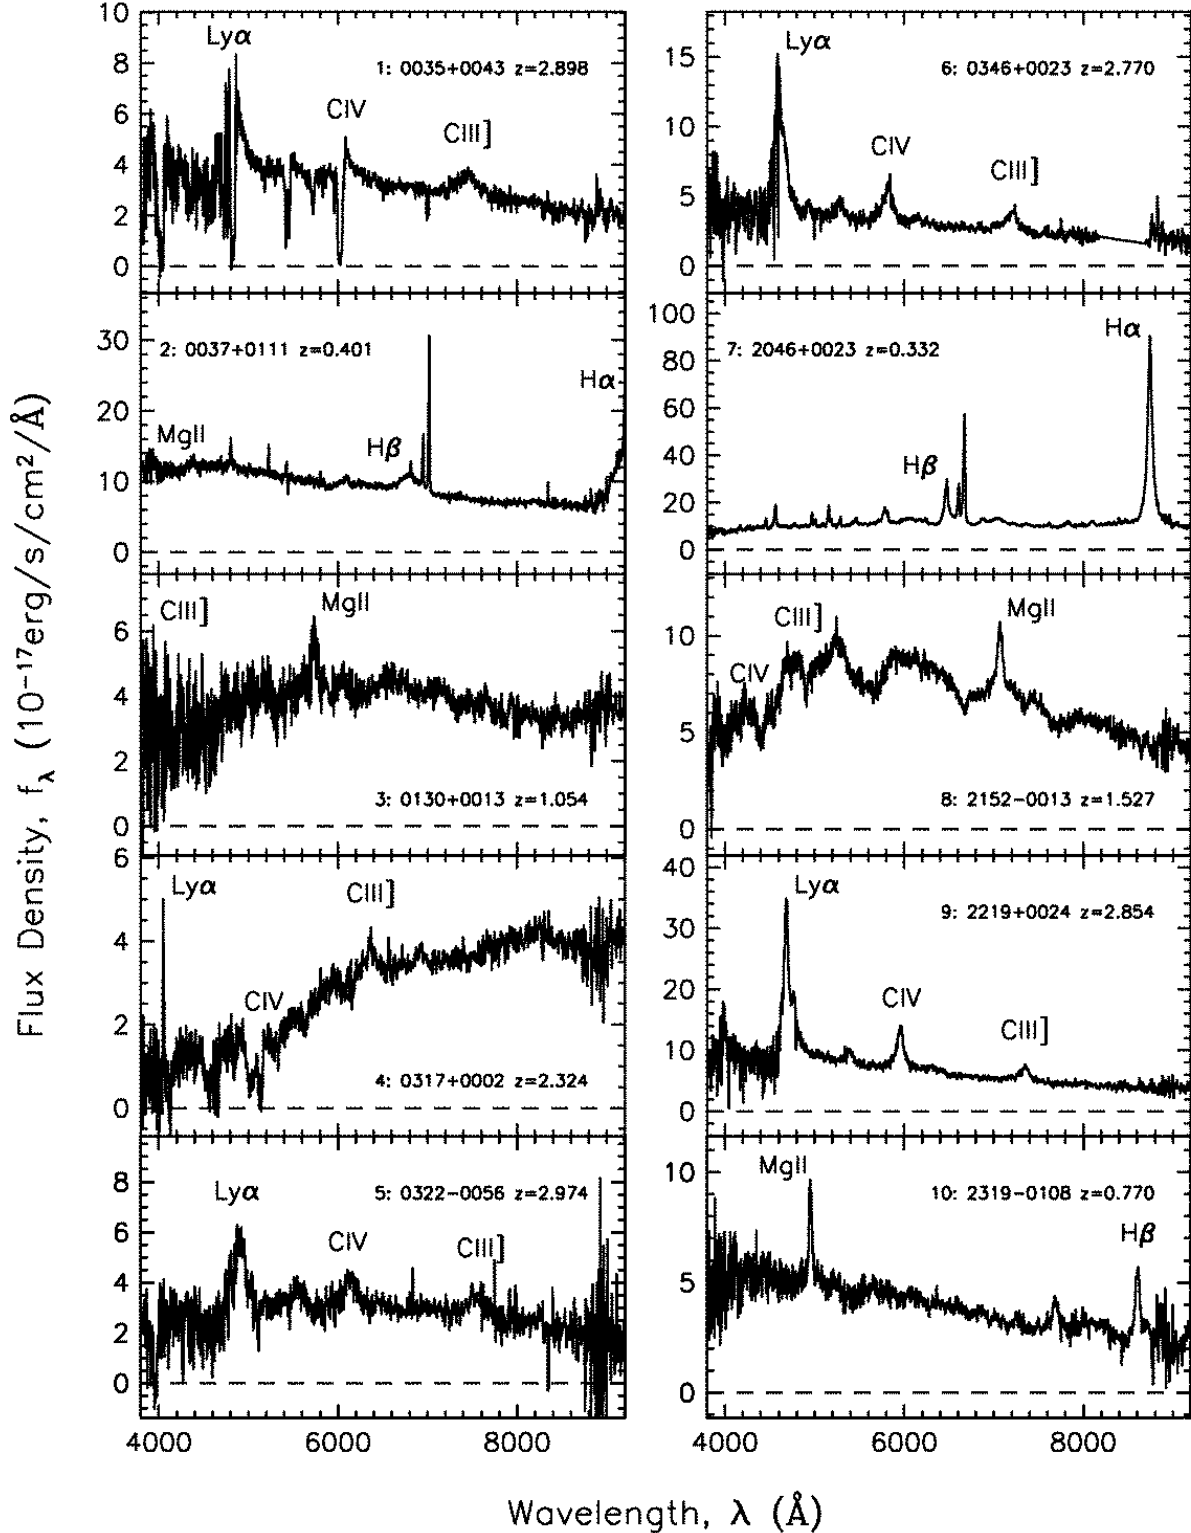 Flux Density, fλ (10⁻¹⁷erg/s/cm²/Å)
Lyα
1: 0035+0043 z=2.898
CIV
CIII]
10
8
6
4
2
0
Lyα
6: 0346+0023 z=2.770
CIV
CIII]
15
10
5
0
2: 0037+0111 z=0.401
MgII
Hβ
Hα
30
20
10
0
Hα
7: 2046+0023 z=0.332
Hβ
100
80
60
40
20
0
CIII]
MgII
3: 0130+0013 z=1.054
6
4
2
0
CIV
CIII]
MgII
8: 2152-0013 z=1.527
10
5
0
Lyα
CIII]
CIV
4: 0317+0002 z=2.324
6
4
2
0
Lyα
9: 2219+0024 z=2.854
CIV
CIII]
40
30
20
10
0
Lyα
5: 0322-0056 z=2.974
CIV
CIII]
8
6
4
2
0
MgII
10: 2319-0108 z=0.770
Hβ
10
5
0
4000 6000 8000
4000 6000 8000
Wavelength, λ (Å)